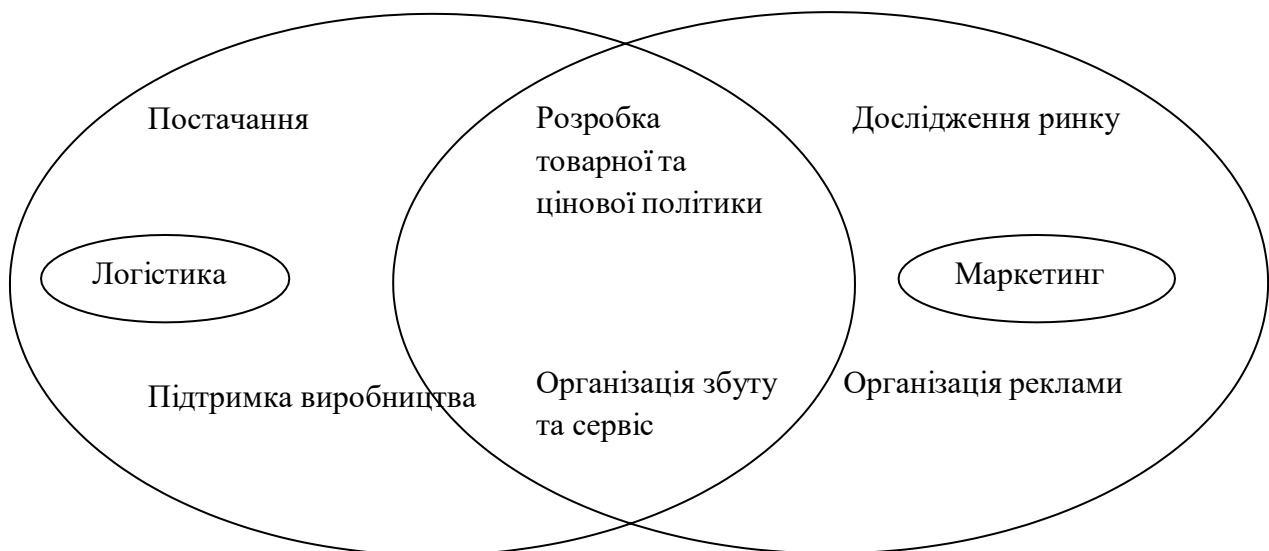 Постачання
Розробка
товарної та
цінової політики
Дослідження ринку
Логістика
Маркетинг
Підтримка виробництва
Організація збуту
та сервіс
Організація реклами